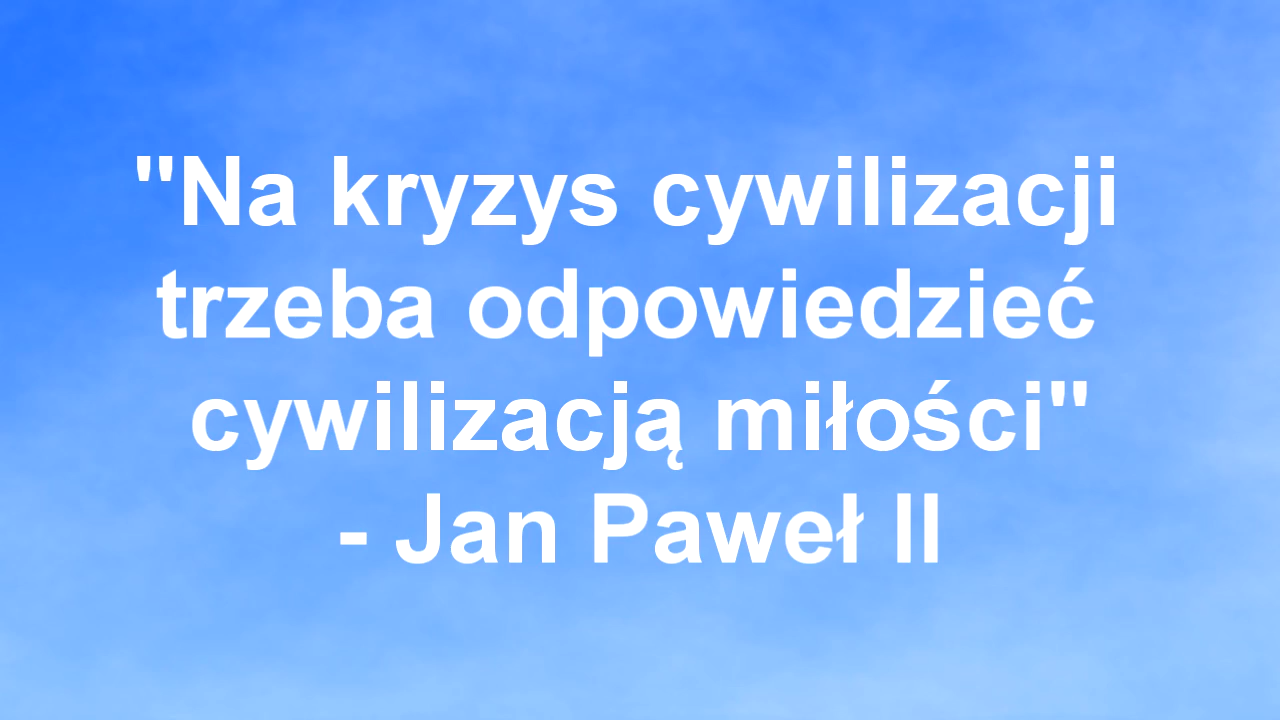 "Na kryzys cywilizacji
trzeba odpowiedzieć
cywilizacją miłości"
- Jan Paweł II